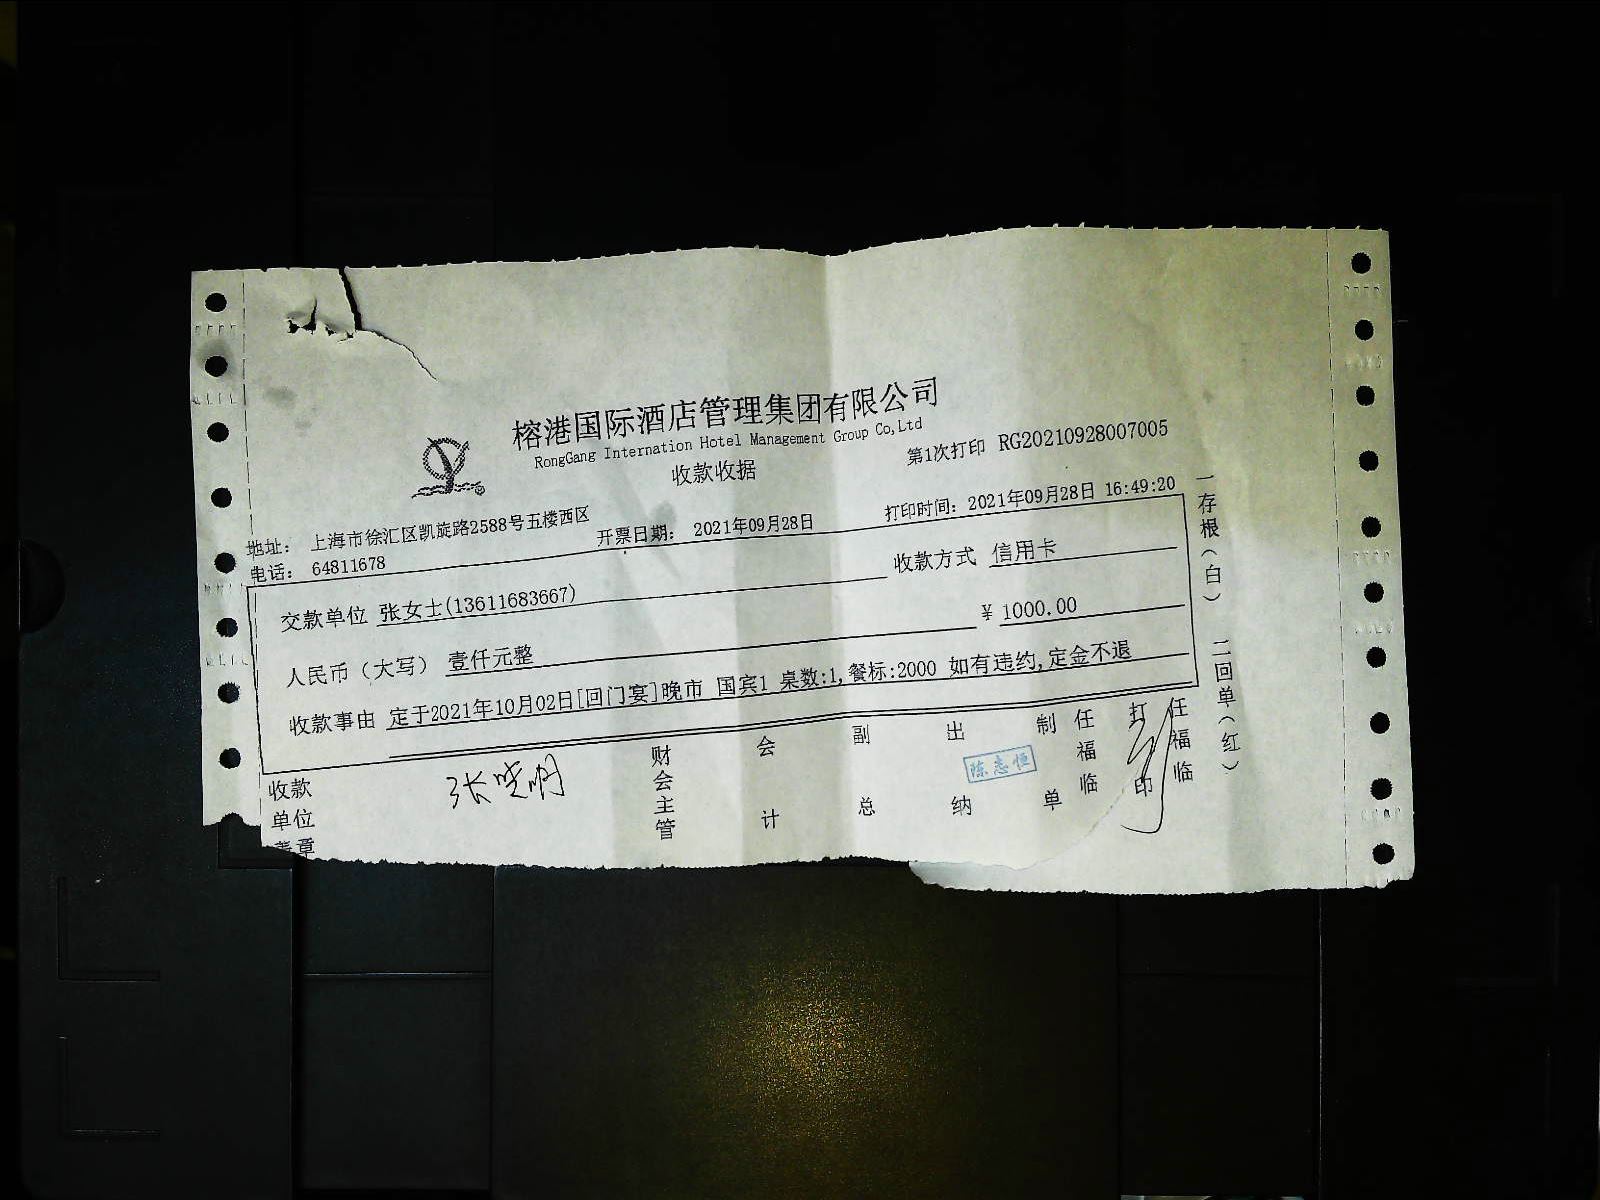 榕港国际酒店管理集团有限公司
RongGang Internation Hotel Management Group Co,Ltd
收款收据
第1次打印 RG20210928007005
地址： 上海市徐汇区凯旋路2588号五楼西区
电话： 64811678
开票日期： 2021年09月28日
打印时间：2021年09月28日 16:49:20
交款单位 张女士(13611683667)
收款方式 信用卡
人民币（大写） 壹仟元整
¥ 1000.00
收款事由 定于2021年10月02日[回门宴]晚市 国宾1 桌数:1,餐标:2000 如有违约,定金不退
收款单位盖章
张晓明
财会主管
会计
副总
出纳
陈志恒
制单
任福临
打印
任福临
一存根（白）
二回单（红）